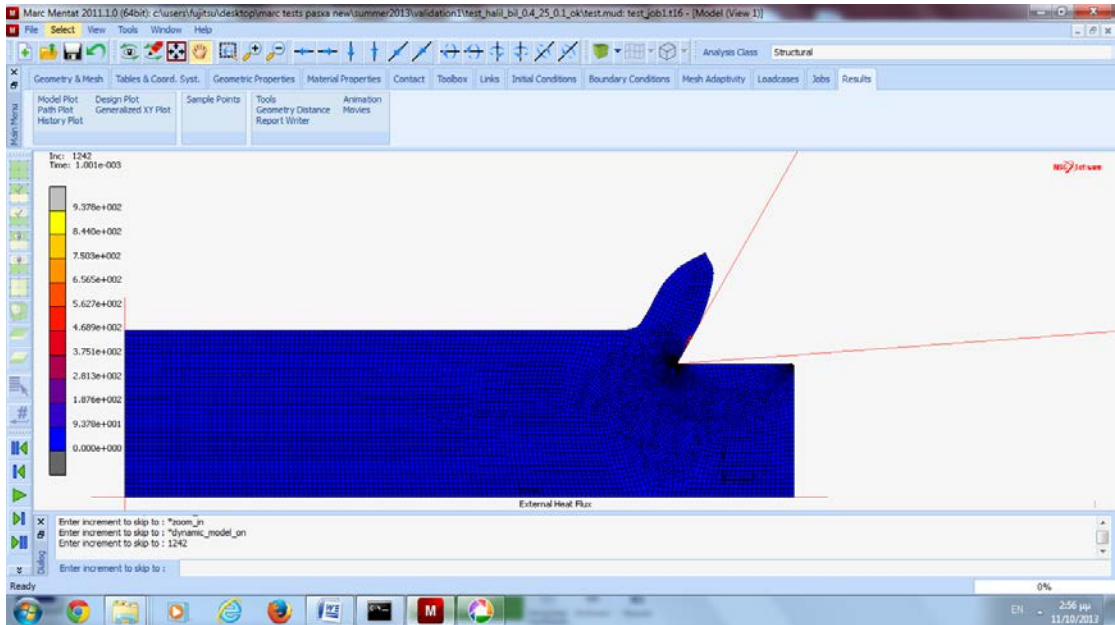 Marc Mentat 2011.1.0 (64bit): c:\users\fujitsu\desktop\marc tests pasxa new\summer2013\validation1\test_halil_bil_0.4_25_0.1_ok\test.mud: test_job1.t16 - [Model (View 1)]
File Select View Tools Window Help
Analysis Class Structural
Geometry & Mesh Tables & Coord. Syst. Geometric Properties Material Properties Contact Toolbox Links Initial Conditions Boundary Conditions Mesh Adaptivity Loadcases Jobs Results
Main Menu
Model Plot Design Plot Sample Points Tools Animation
Path Plot Generalized XY Plot Geometry Distance Movies
History Plot Report Writer
Inc: 1242
Time: 1.001e-003
MSC Software
9.378e+002
8.440e+002
7.503e+002
6.565e+002
5.627e+002
4.689e+002
3.751e+002
2.813e+002
1.876e+002
9.378e+001
0.000e+000
External Heat Flux
1
Dialog
Enter increment to skip to : *zoom_in
Enter increment to skip to : *dynamic_model_on
Enter increment to skip to : 1242
Enter increment to skip to :
Ready
0%
EN
2:56 μμ
11/10/2013